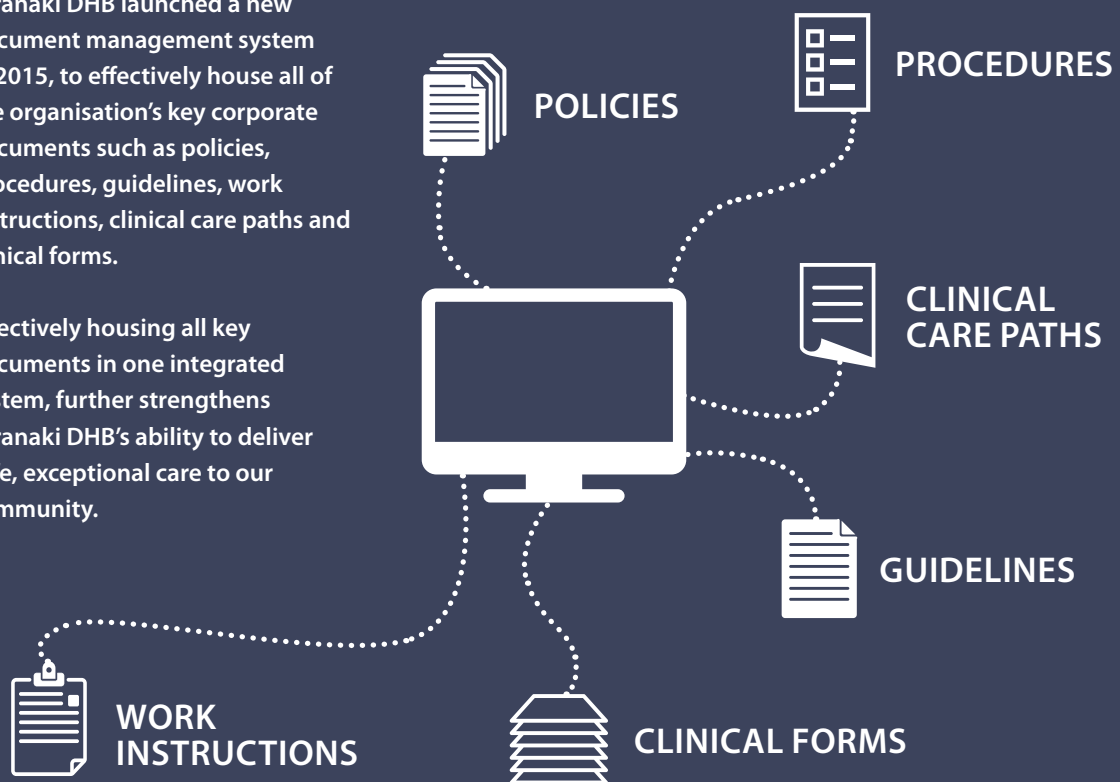 ranaki DHB launched a new
cument management system
2015, to effectively house all of
e organisation's key corporate
cuments such as policies,
ocedures, guidelines, work
structions, clinical care paths and
nical forms.
ectively housing all key
cuments in one integrated
stem, further strengthens
ranaki DHB's ability to deliver
e, exceptional care to our
mmunity.
POLICIES
PROCEDURES
CLINICAL
CARE PATHS
GUIDELINES
WORK
INSTRUCTIONS
CLINICAL FORMS